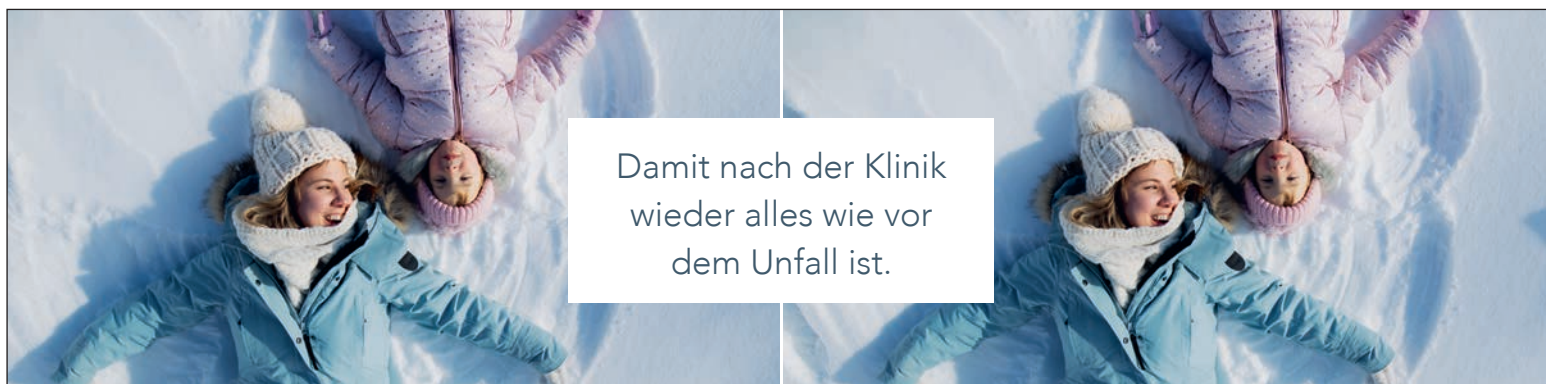 Damit nach der Klinik
wieder alles wie vor
dem Unfall ist.